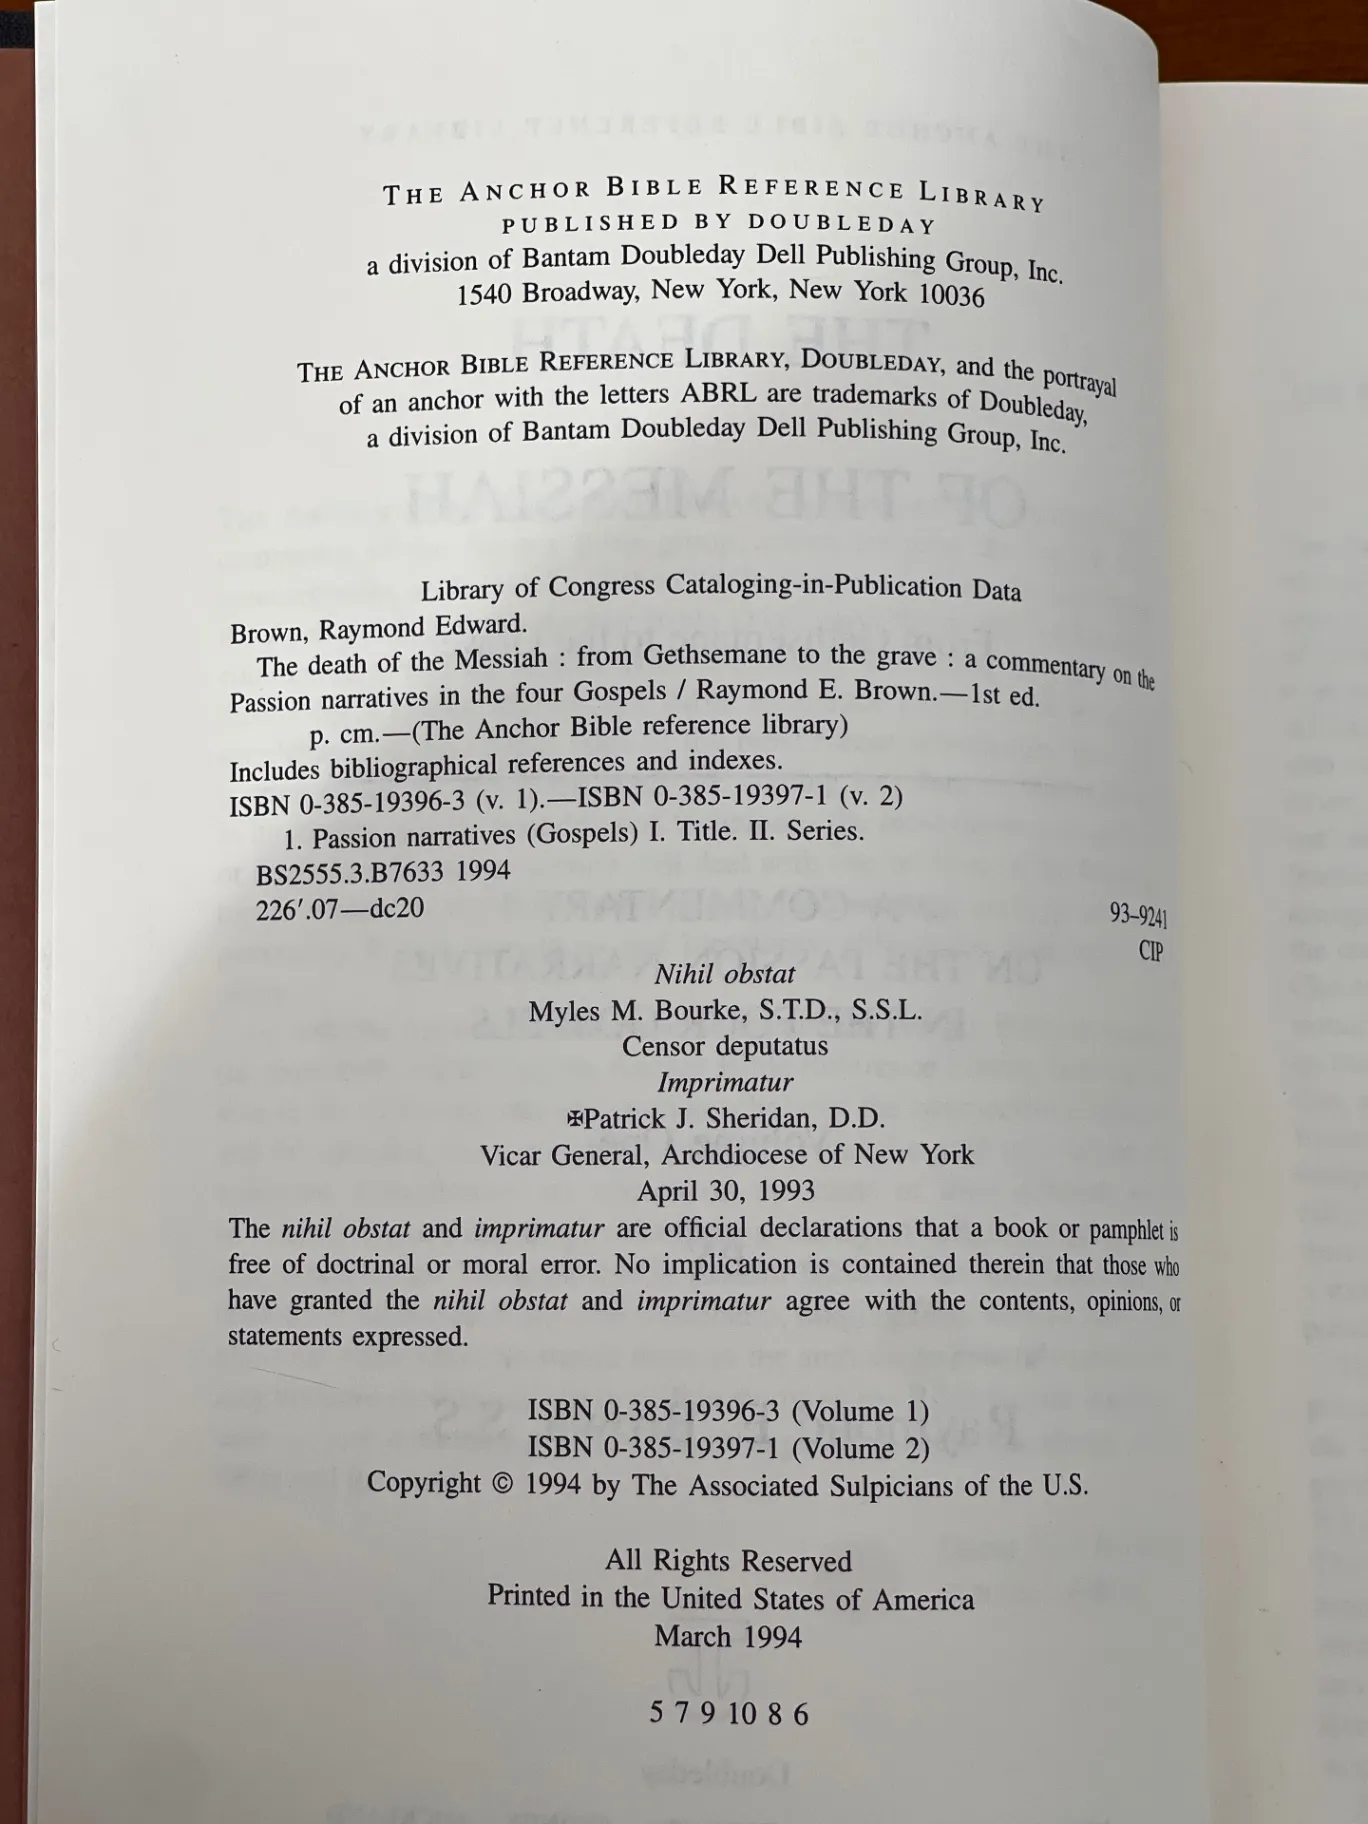 THE ANCHOR BIBLE REFERENCE LIBRARY
PUBLISHED BY DOUBLEDAY
a division of Bantam Doubleday Dell Publishing Group, Inc.
1540 Broadway, New York, New York 10036
THE ANCHOR BIBLE REFERENCE LIBRARY, DOUBLEDAY, and the portrayal
of an anchor with the letters ABRL are trademarks of Doubleday,
a division of Bantam Doubleday Dell Publishing Group, Inc.
Library of Congress Cataloging-in-Publication Data
Brown, Raymond Edward.
The death of the Messiah : from Gethsemane to the grave : a commentary on the
Passion narratives in the four Gospels / Raymond E. Brown.—1st ed.
p. cm.—(The Anchor Bible reference library)
Includes bibliographical references and indexes.
ISBN 0-385-19396-3 (v. 1).—ISBN 0-385-19397-1 (v. 2)
1. Passion narratives (Gospels) I. Title. II. Series.
BS2555.3.B7633 1994
226′.07—dc20 93–9241
CIP
Nihil obstat
Myles M. Bourke, S.T.D., S.S.L.
Censor deputatus
Imprimatur
✠Patrick J. Sheridan, D.D.
Vicar General, Archdiocese of New York
April 30, 1993
The nihil obstat and imprimatur are official declarations that a book or pamphlet is
free of doctrinal or moral error. No implication is contained therein that those who
have granted the nihil obstat and imprimatur agree with the contents, opinions, or
statements expressed.
ISBN 0-385-19396-3 (Volume 1)
ISBN 0-385-19397-1 (Volume 2)
Copyright © 1994 by The Associated Sulpicians of the U.S.
All Rights Reserved
Printed in the United States of America
March 1994
5 7 9 10 8 6